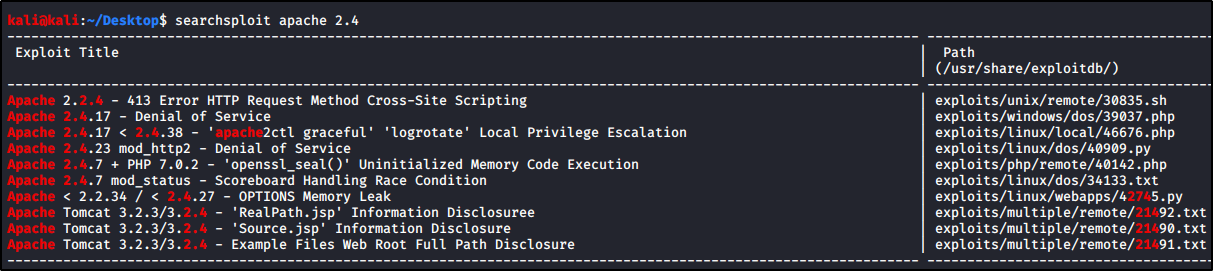 kali@kali:~/Desktop$ searchsploit apache 2.4
Exploit Title | Path
| (/usr/share/exploitdb/)
Apache 2.2.4 - 413 Error HTTP Request Method Cross-Site Scripting | exploits/unix/remote/30835.sh
Apache 2.4.17 - Denial of Service | exploits/windows/dos/39037.php
Apache 2.4.17 < 2.4.38 - 'apache2ctl graceful' 'logrotate' Local Privilege Escalation | exploits/linux/local/46676.php
Apache 2.4.23 mod_http2 - Denial of Service | exploits/linux/dos/40909.py
Apache 2.4.7 + PHP 7.0.2 - 'openssl_seal()' Uninitialized Memory Code Execution | exploits/php/remote/40142.php
Apache 2.4.7 mod_status - Scoreboard Handling Race Condition | exploits/linux/dos/34133.txt
Apache < 2.2.34 / < 2.4.27 - OPTIONS Memory Leak | exploits/linux/webapps/42745.py
Apache Tomcat 3.2.3/3.2.4 - 'RealPath.jsp' Information Disclosuree | exploits/multiple/remote/21492.txt
Apache Tomcat 3.2.3/3.2.4 - 'Source.jsp' Information Disclosure | exploits/multiple/remote/21490.txt
Apache Tomcat 3.2.3/3.2.4 - Example Files Web Root Full Path Disclosure | exploits/multiple/remote/21491.txt